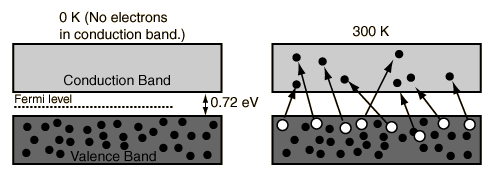 0 K (No electrons
in conduction band.)
300 K
Conduction Band
Fermi level
0.72 eV
Valence Band